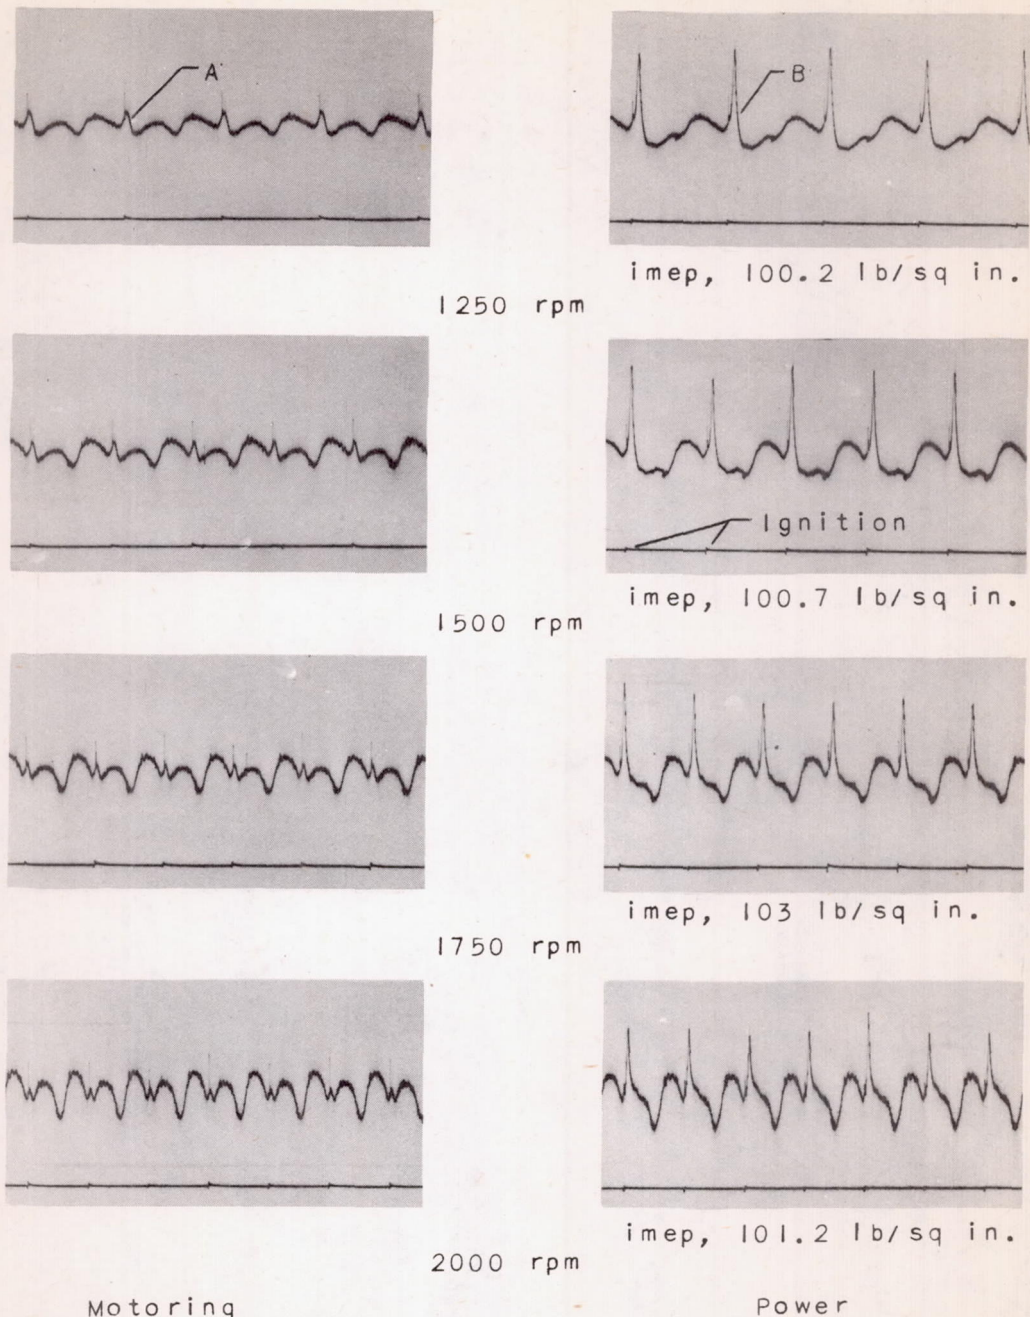 A
B
imep, 100.2 lb/sq in.
1250 rpm
Ignition
imep, 100.7 lb/sq in.
1500 rpm
imep, 103 lb/sq in.
1750 rpm
imep, 101.2 lb/sq in.
2000 rpm
Motoring
Power